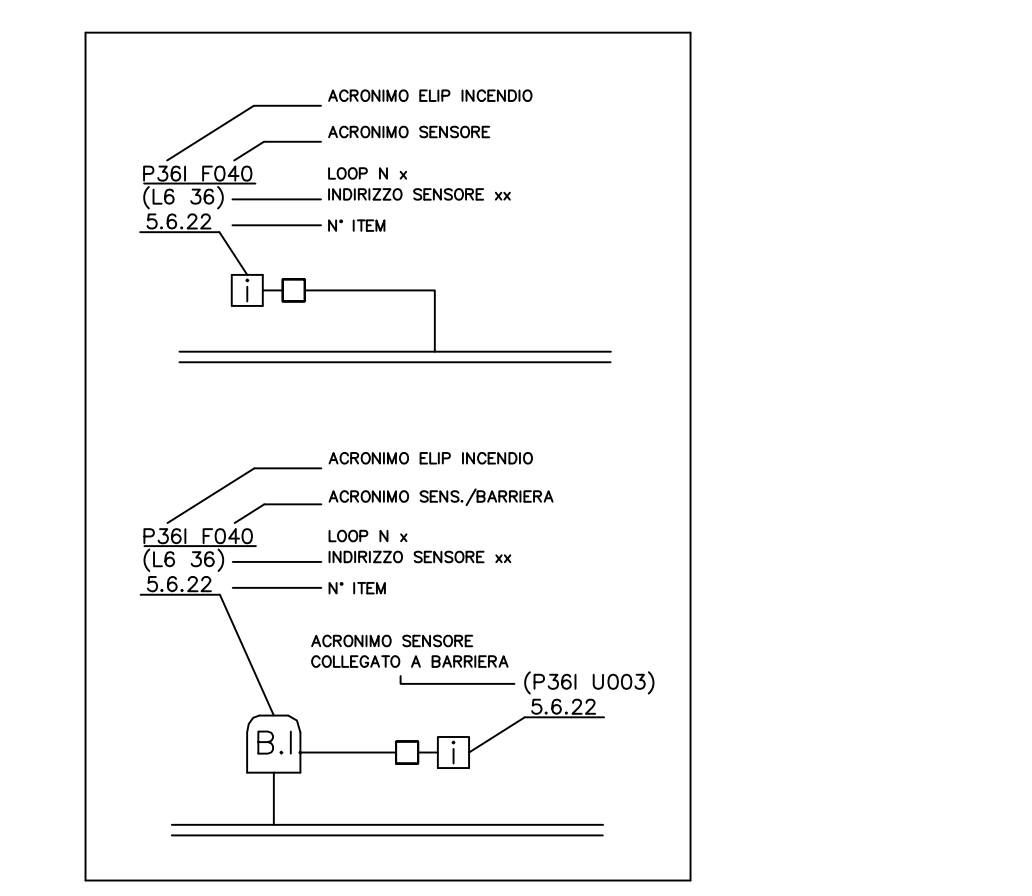 ACRONIMO ELIP INCENDIO
ACRONIMO SENSORE
P36I F040
LOOP N x
(L6 36)
INDIRIZZO SENSORE xx
5.6.22
N° ITEM
i
ACRONIMO ELIP INCENDIO
ACRONIMO SENS./BARRIERA
P36I F040
LOOP N x
(L6 36)
INDIRIZZO SENSORE xx
5.6.22
N° ITEM
ACRONIMO SENSORE
COLLEGATO A BARRIERA
(P36I U003)
5.6.22
B.I
i